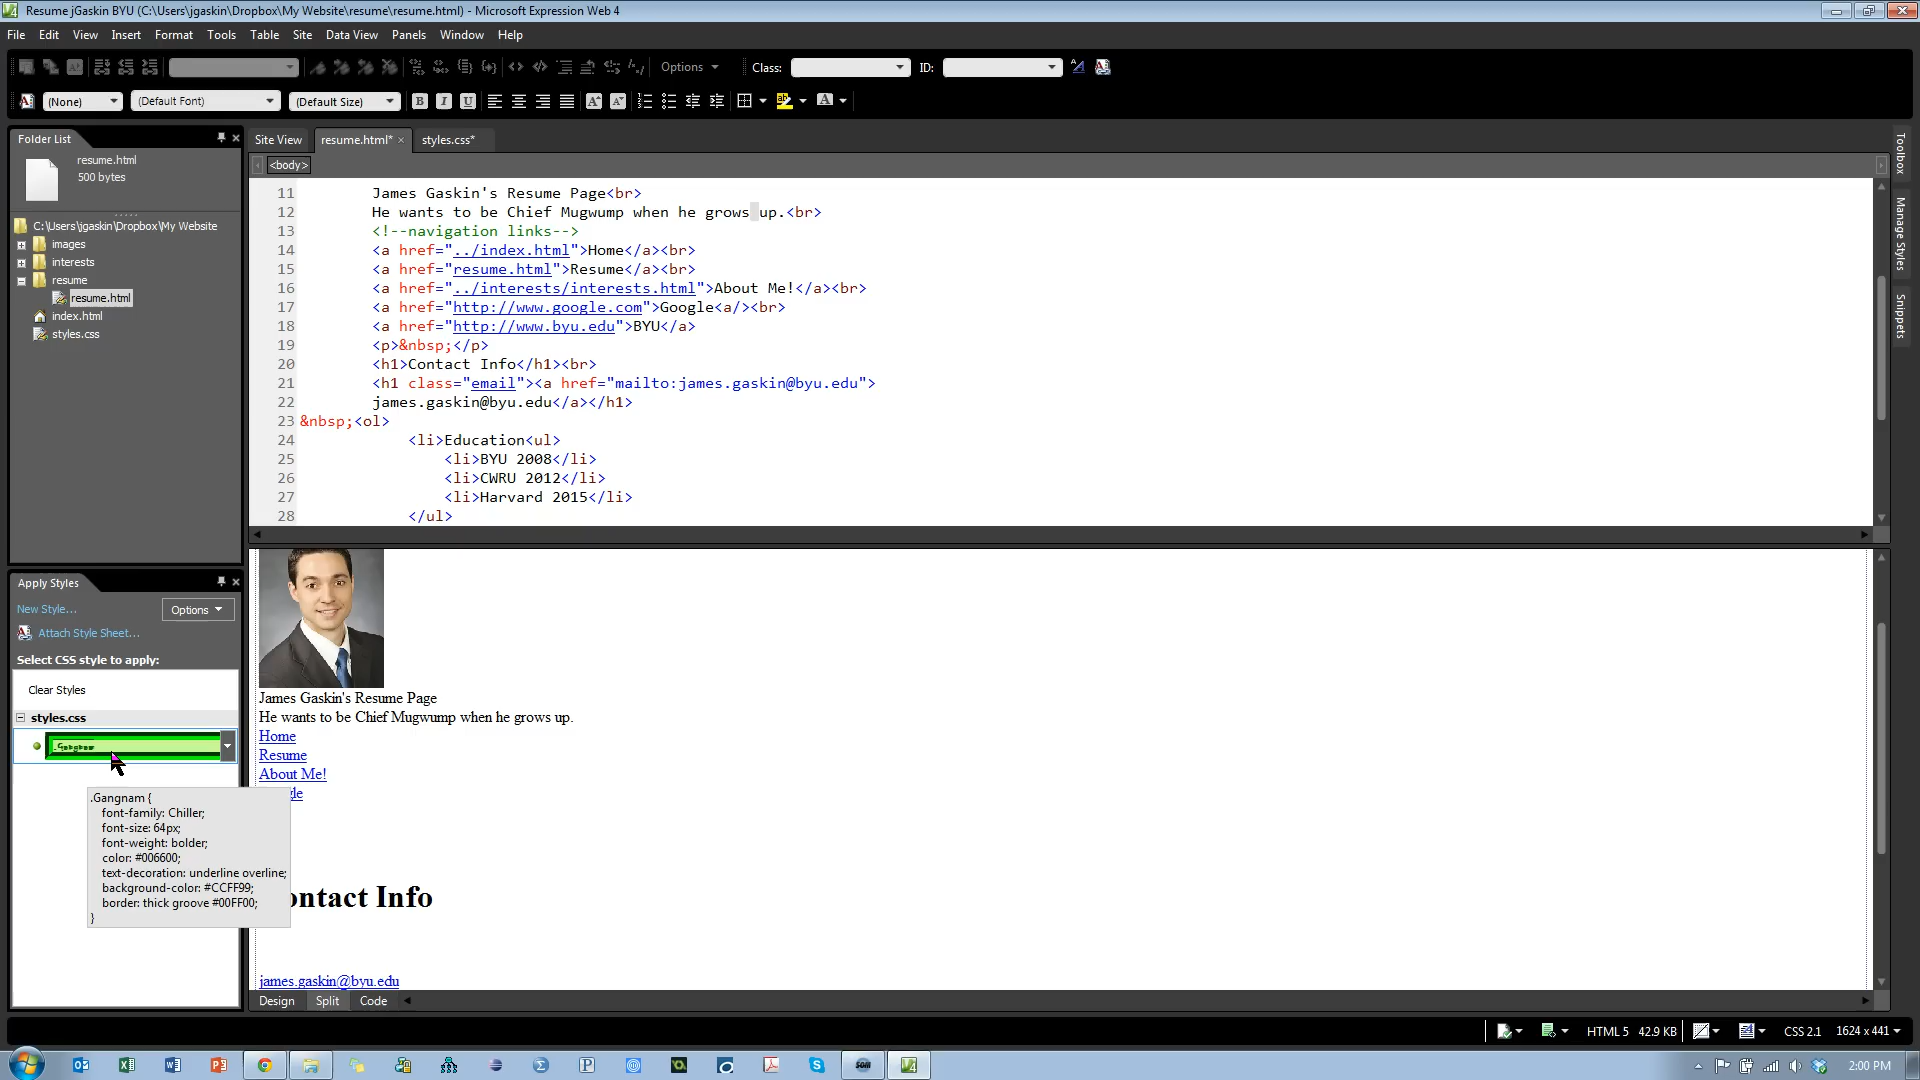 Resume jGaskin BYU (C:\Users\jgaskin\Dropbox\My Website\resume\resume.html) - Microsoft Expression Web 4
File Edit View Insert Format Tools Table Site Data View Panels Window Help
Options Class: ID:
(None) (Default Font) (Default Size) B I U
Folder List
resume.html
500 bytes
C:\Users\jgaskin\Dropbox\My Website
images
interests
resume
resume.html
index.html
styles.css
Site View resume.html* styles.css*
<body>
11 James Gaskin's Resume Page<br>
12 He wants to be Chief Mugwump when he grows up.<br>
13 <!--navigation links-->
14 <a href="../index.html">Home</a><br>
15 <a href="resume.html">Resume</a><br>
16 <a href="../interests/interests.html">About Me!</a><br>
17 <a href="http://www.google.com">Google<a/><br>
18 <a href="http://www.byu.edu">BYU</a>
19 <p>&nbsp;</p>
20 <h1>Contact Info</h1><br>
21 <h1 class="email"><a href="mailto:james.gaskin@byu.edu">
22 james.gaskin@byu.edu</a></h1>
23 &nbsp;<ol>
24 <li>Education<ul>
25 <li>BYU 2008</li>
26 <li>CWRU 2012</li>
27 <li>Harvard 2015</li>
28 </ul>
Toolbox
Manage Styles
Snippets
Apply Styles
New Style...
Options
Attach Style Sheet...
Select CSS style to apply:
Clear Styles
styles.css
.Gangnam
.Gangnam {
font-family: Chiller;
font-size: 64px;
font-weight: bolder;
color: #006600;
text-decoration: underline overline;
background-color: #CCFF99;
border: thick groove #00FF00;
}
James Gaskin's Resume Page
He wants to be Chief Mugwump when he grows up.
Home
Resume
About Me!
gle
ontact Info
james.gaskin@byu.edu
Design Split Code
HTML 5 42.9 KB CSS 2.1 1624 x 441
2:00 PM